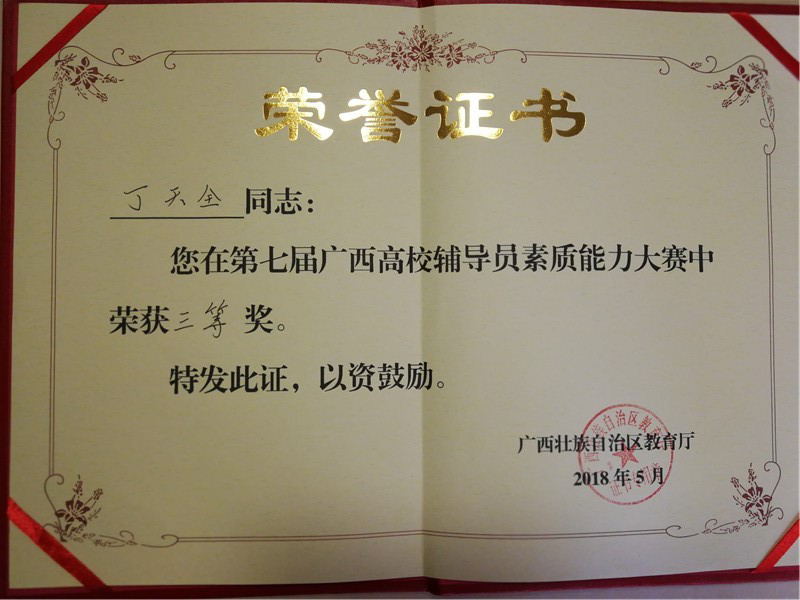 荣誉证书
丁天全 同志：
您在第七届广西高校辅导员素质能力大赛中
荣获三等 奖。
特发此证，以资鼓励。
广西壮族自治区教育厅
2018年5月